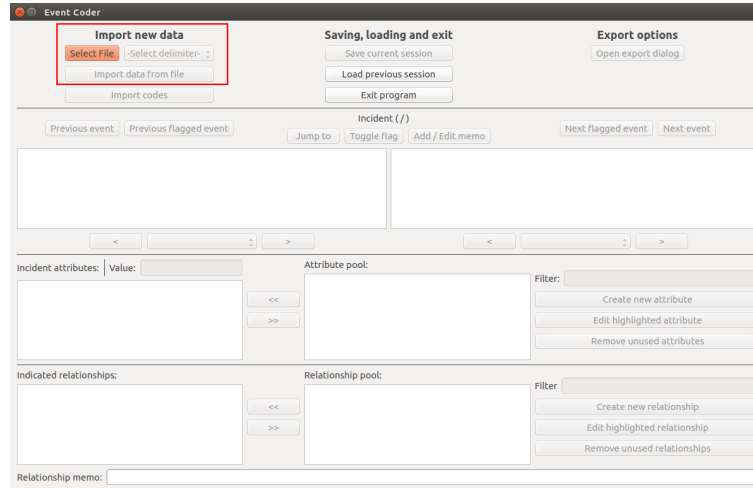 Event Coder
Import new data
Saving, loading and exit
Export options
Select File
-Select delimiter-
Save current session
Open export dialog
Import data from file
Load previous session
Import codes
Exit program
Incident ( / )
Previous event
Previous flagged event
Jump to
Toggle flag
Add / Edit memo
Next flagged event
Next event
<
>
<
>
Incident attributes:
Value:
Attribute pool:
Filter:
<<
>>
Create new attribute
Edit highlighted attribute
Remove unused attributes
Indicated relationships:
Relationship pool:
Filter
<<
>>
Create new relationship
Edit highlighted relationship
Remove unused relationships
Relationship memo: